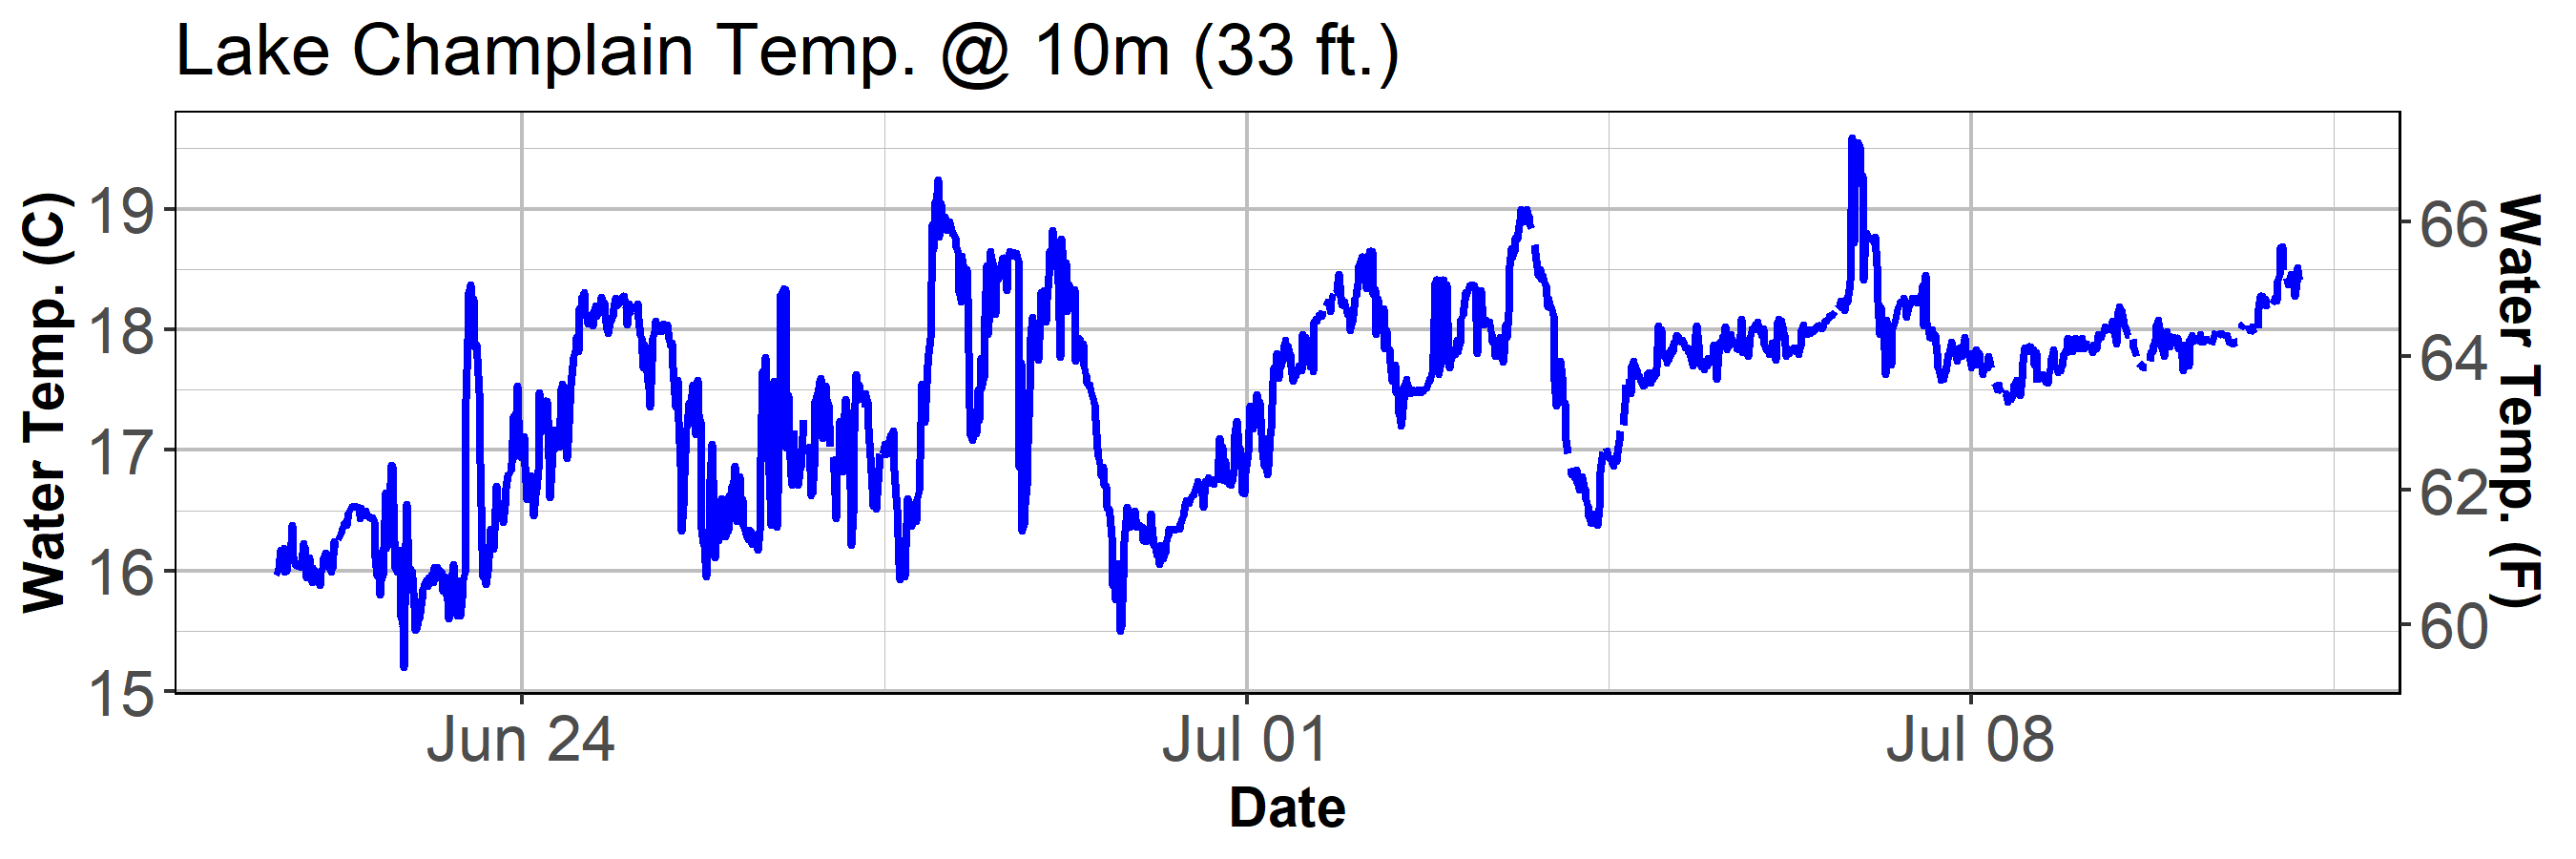 Lake Champlain Temp. @ 10m (33 ft.)
Water Temp. (C)
19
18
17
16
15
66
64
62
60
Water Temp. (F)
Jun 24
Jul 01
Jul 08
Date